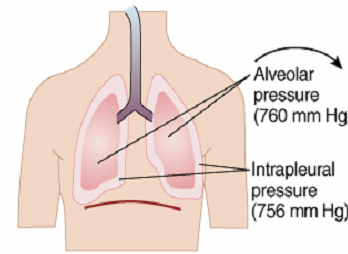 Alveolar
pressure
(760 mm Hg)
Intrapleural
pressure
(756 mm Hg)